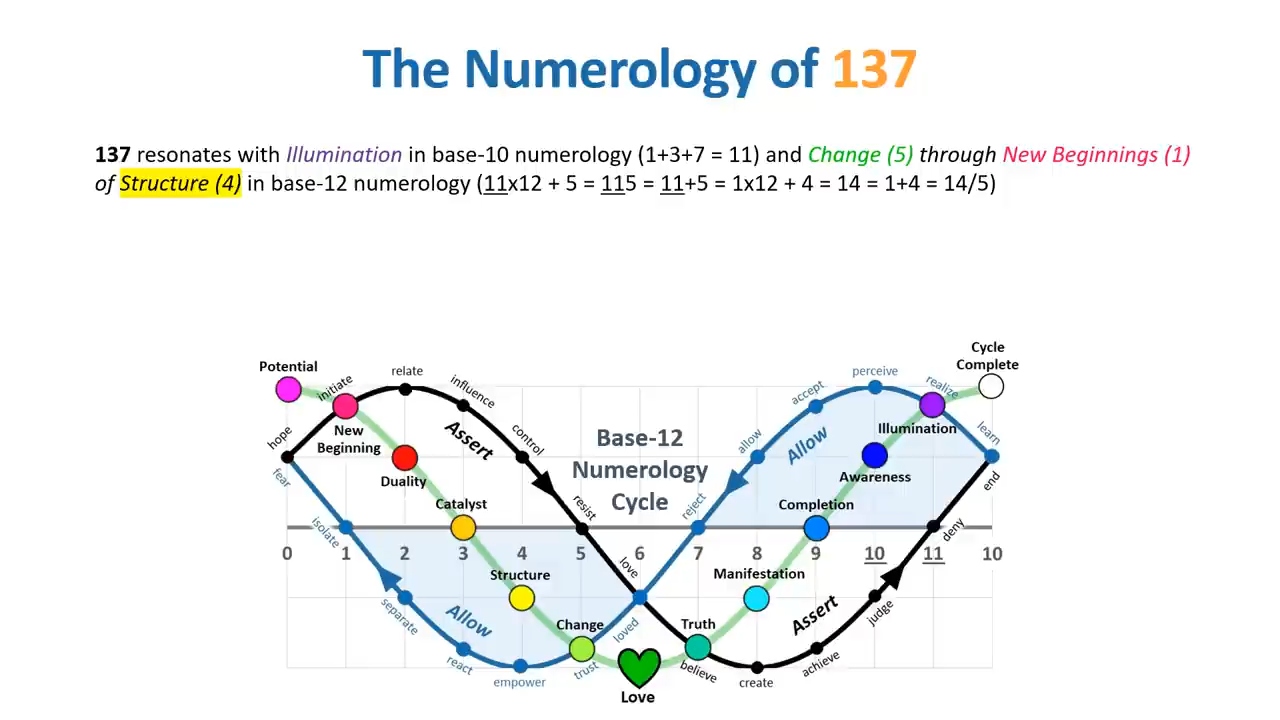 The Numerology of 137
137 resonates with Illumination in base-10 numerology (1+3+7 = 11) and Change (5) through New Beginnings (1)
of Structure (4) in base-12 numerology (11x12 + 5 = 115 = 11+5 = 1x12 + 4 = 14 = 1+4 = 14/5)
Potential
initiate
relate
influence
control
hope
fear
New
Beginning
Assert
Duality
Catalyst
resist
Base-12
Numerology
Cycle
reject
allow
Allow
accept
perceive
realize
Cycle
Complete
Illumination
learn
Awareness
Completion
end
deny
isolate
0 1 2 3 4 5 6 7 8 9 10 11 10
love
Structure
Manifestation
separate
Allow
react
empower
Change
trust
loved
Love
Truth
believe
create
Assert
achieve
judge